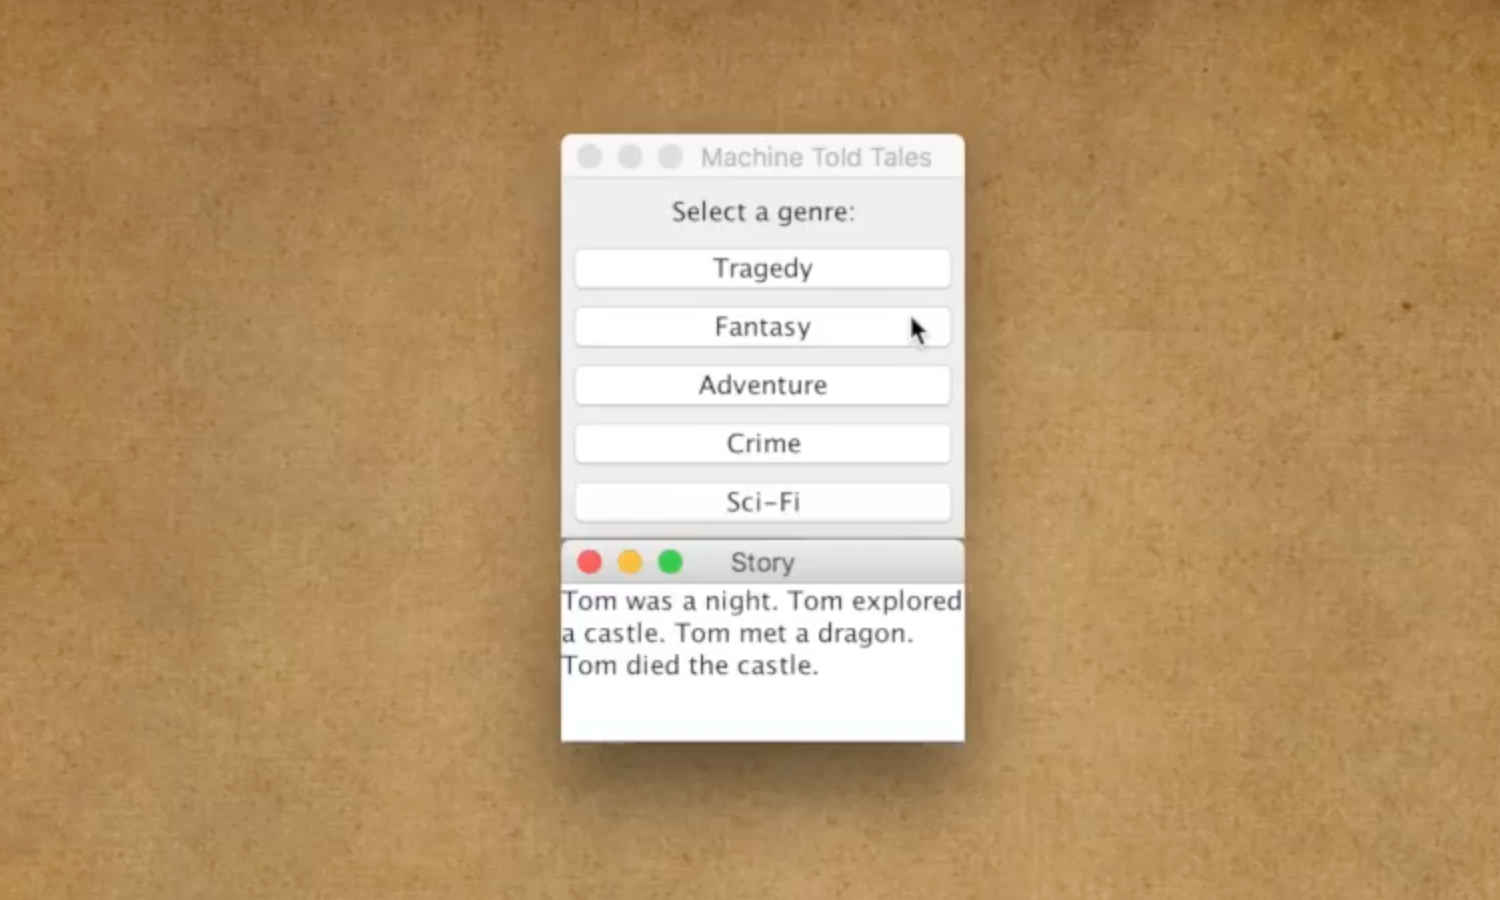 Machine Told Tales
Select a genre:
Tragedy
Fantasy
Adventure
Crime
Sci-Fi
Story
Tom was a night. Tom explored
a castle. Tom met a dragon.
Tom died the castle.